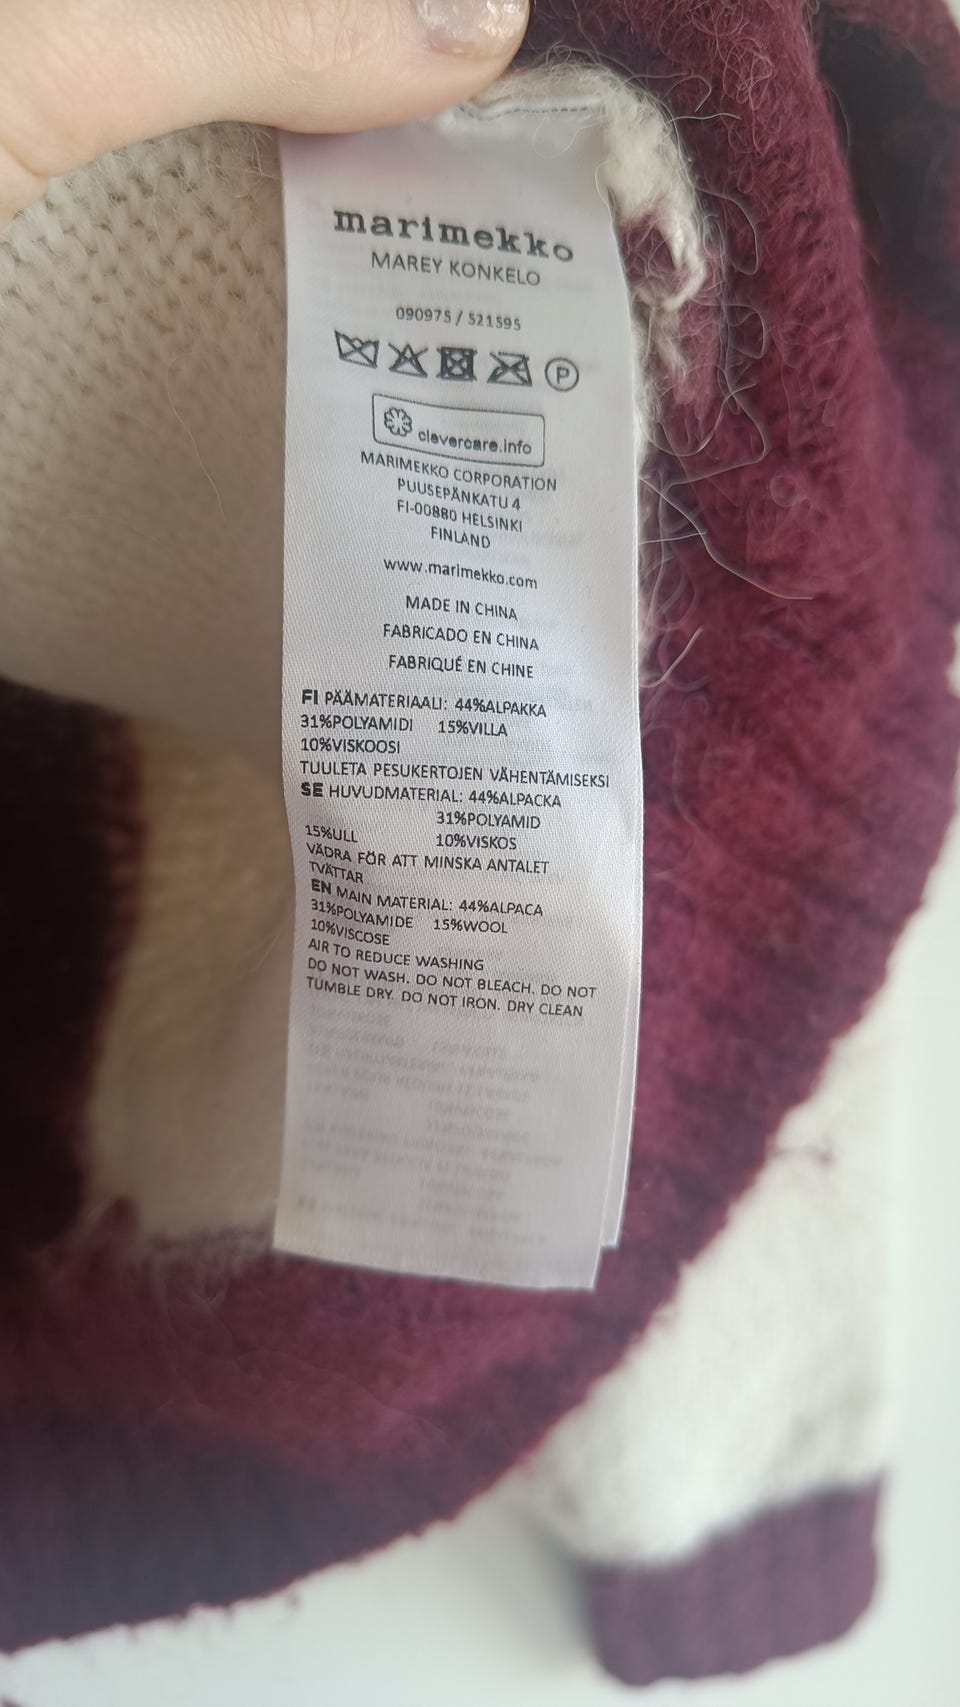 marimekko
MAREY KONKELO
090975 / 521595
P
clevercare.info
MARIMEKKO CORPORATION
PUUSEPÄNKATU 4
FI-00880 HELSINKI
FINLAND
www.marimekko.com
MADE IN CHINA
FABRICADO EN CHINA
FABRIQUÉ EN CHINE
FI PÄÄMATERIAALI: 44%ALPAKKA
31%POLYAMIDI 15%VILLA
10%VISKOOSI
TUULETA PESUKERTOJEN VÄHENTÄMISEKSI
SE HUVUDMATERIAL: 44%ALPACKA
31%POLYAMID
15%ULL 10%VISKOS
VÄDRA FÖR ATT MINSKA ANTALET
TVÄTTAR
EN MAIN MATERIAL: 44%ALPACA
31%POLYAMIDE 15%WOOL
10%VISCOSE
AIR TO REDUCE WASHING
DO NOT WASH. DO NOT BLEACH. DO NOT
TUMBLE DRY. DO NOT IRON. DRY CLEAN